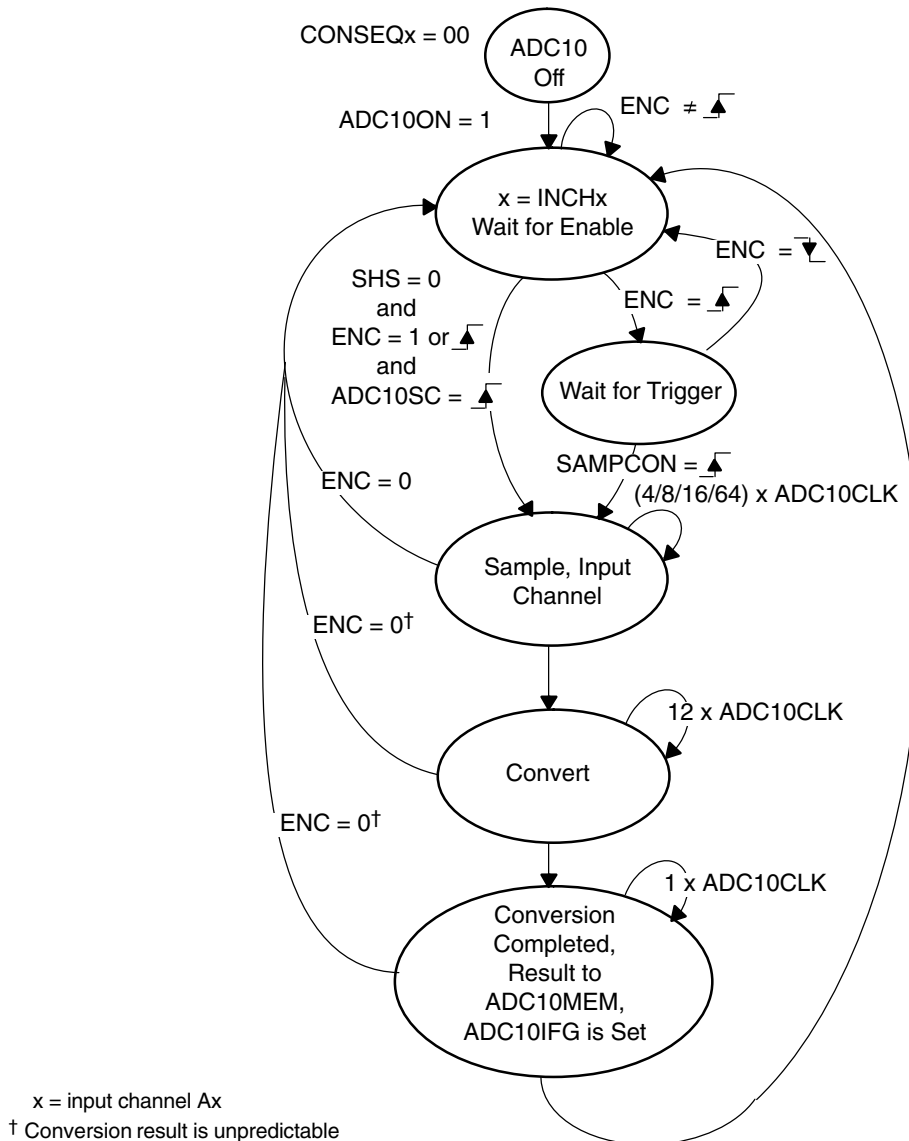 CONSEQx = 00
ADC10
Off
ADC10ON = 1
ENC ≠
x = INCHx
Wait for Enable
ENC =
SHS = 0
and
ENC = 1 or
and
ADC10SC =
ENC =
Wait for Trigger
SAMPCON =
(4/8/16/64) x ADC10CLK
ENC = 0
Sample, Input
Channel
ENC = 0†
12 x ADC10CLK
Convert
ENC = 0†
1 x ADC10CLK
Conversion
Completed,
Result to
ADC10MEM,
ADC10IFG is Set
x = input channel Ax
† Conversion result is unpredictable